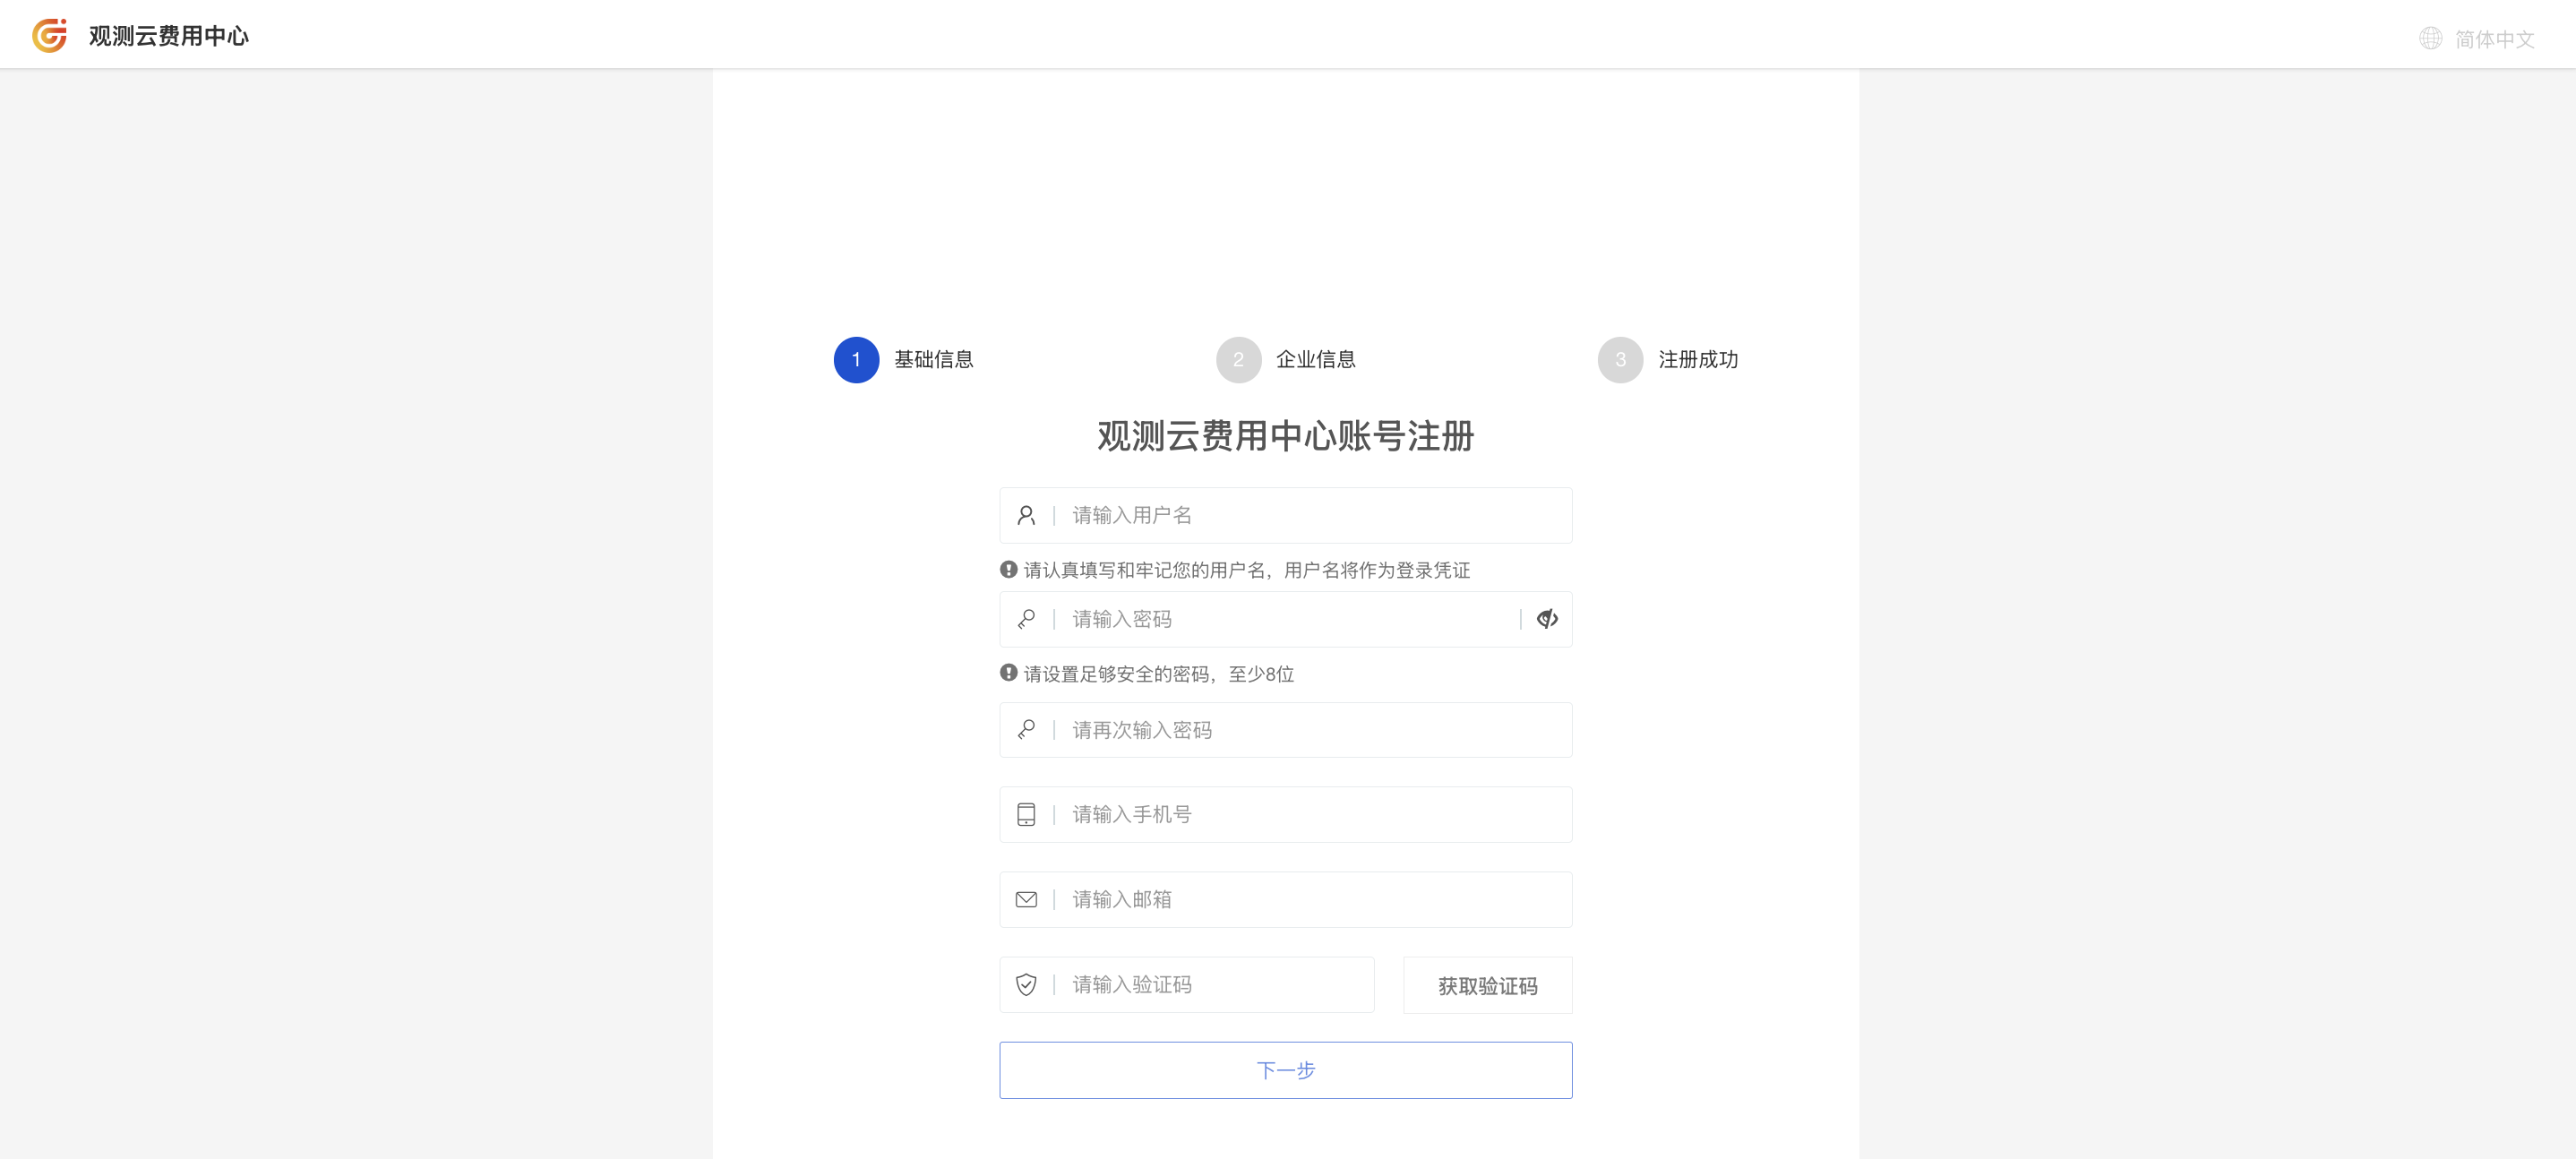 观测云费用中心
简体中文
1 基础信息
2 企业信息
3 注册成功
观测云费用中心账号注册
请输入用户名
请认真填写和牢记您的用户名，用户名将作为登录凭证
请输入密码
请设置足够安全的密码，至少8位
请再次输入密码
请输入手机号
请输入邮箱
请输入验证码 获取验证码
下一步